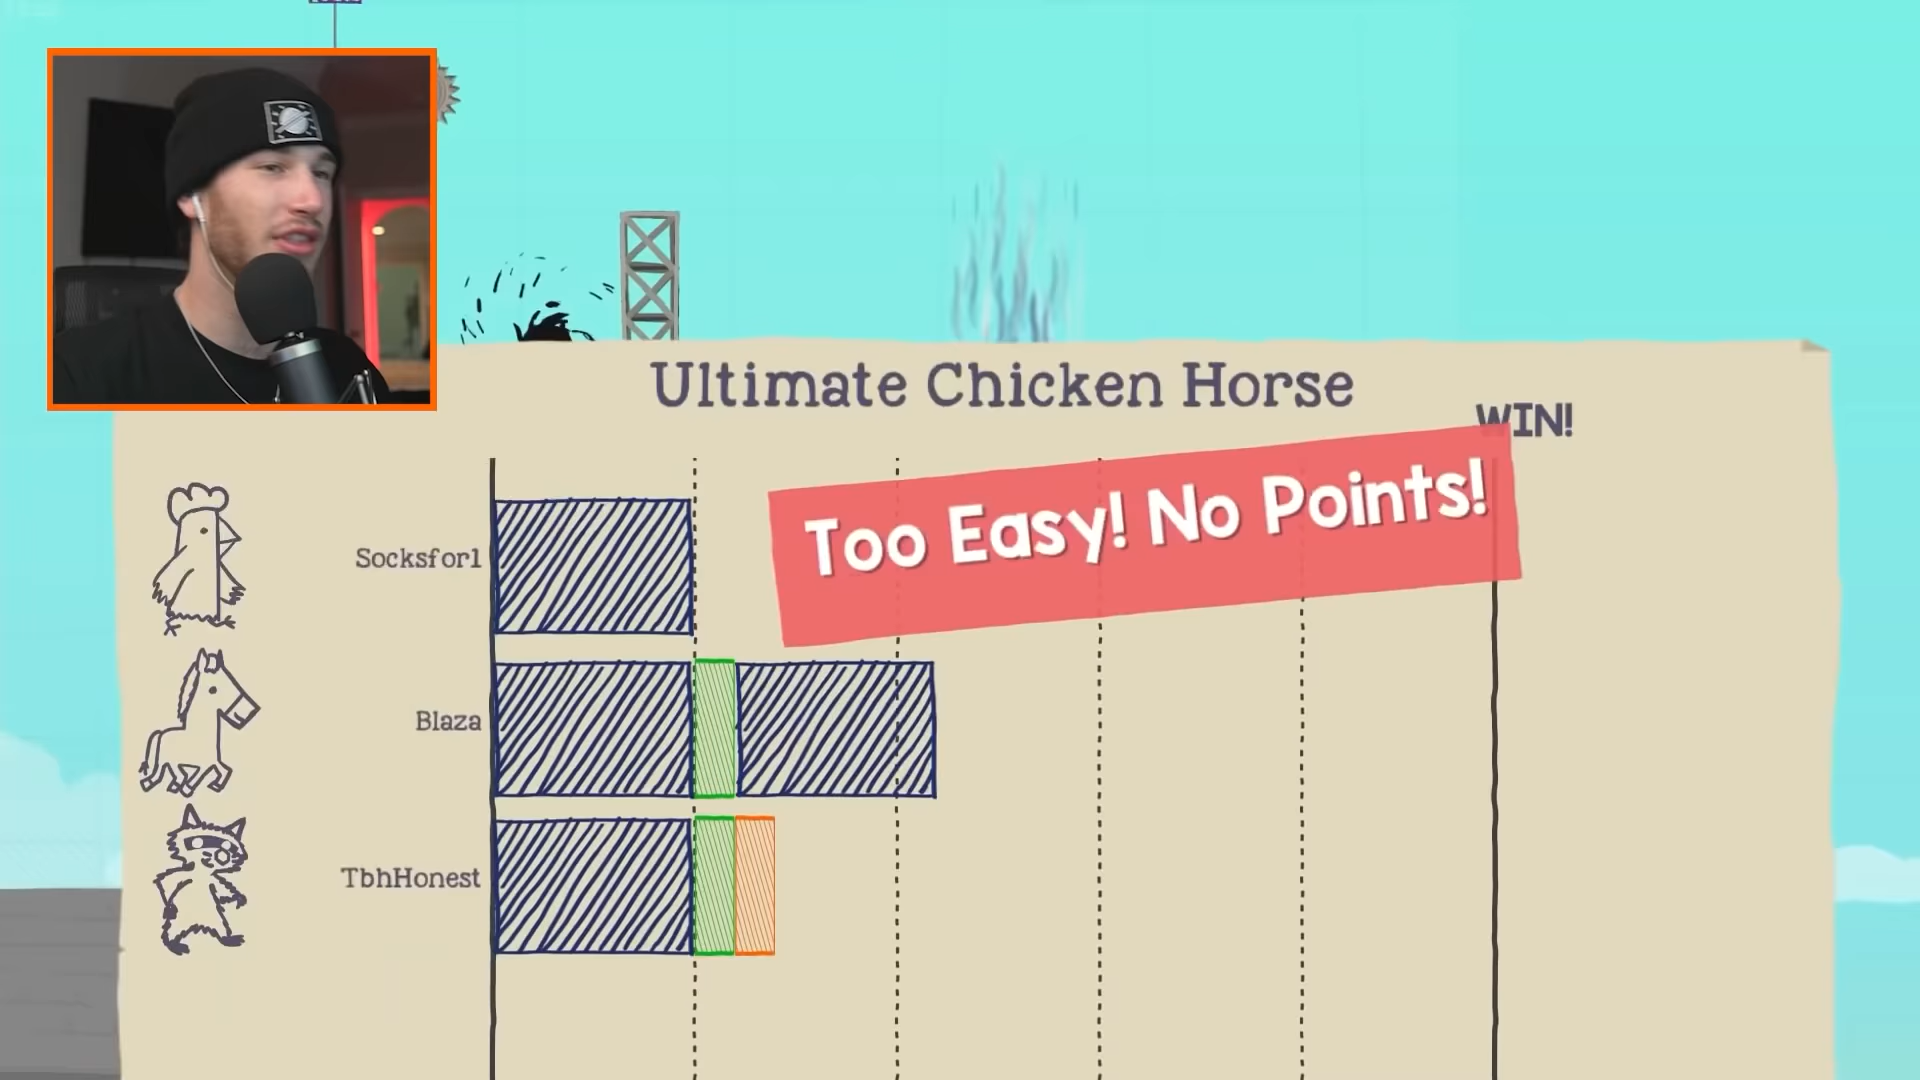 Ultimate Chicken Horse
WIN!
Too Easy! No Points!
Socksfor1
Blaza
TbhHonest